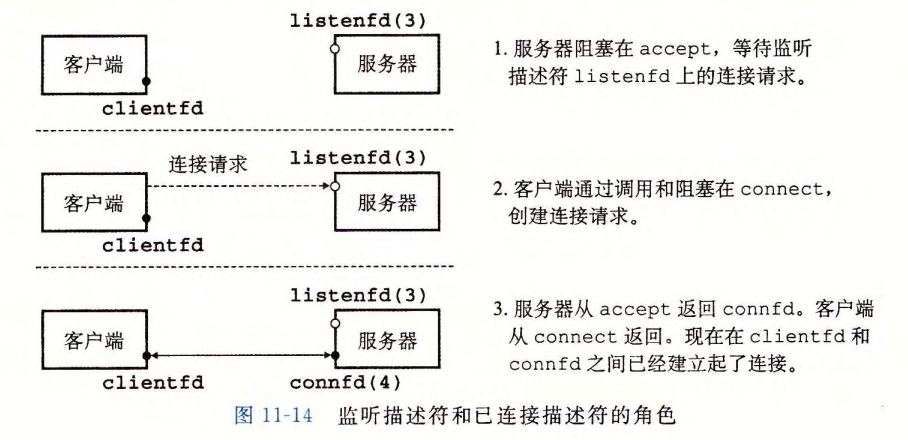 listenfd(3)
客户端
服务器
clientfd
1. 服务器阻塞在 accept，等待监听
描述符 listenfd 上的连接请求。
连接请求
listenfd(3)
客户端
服务器
clientfd
2. 客户端通过调用和阻塞在 connect，
创建连接请求。
listenfd(3)
客户端
服务器
clientfd
connfd(4)
3. 服务器从 accept 返回 connfd。客户端
从 connect 返回。现在在 clientfd 和
connfd 之间已经建立起了连接。
图 11-14 监听描述符和已连接描述符的角色